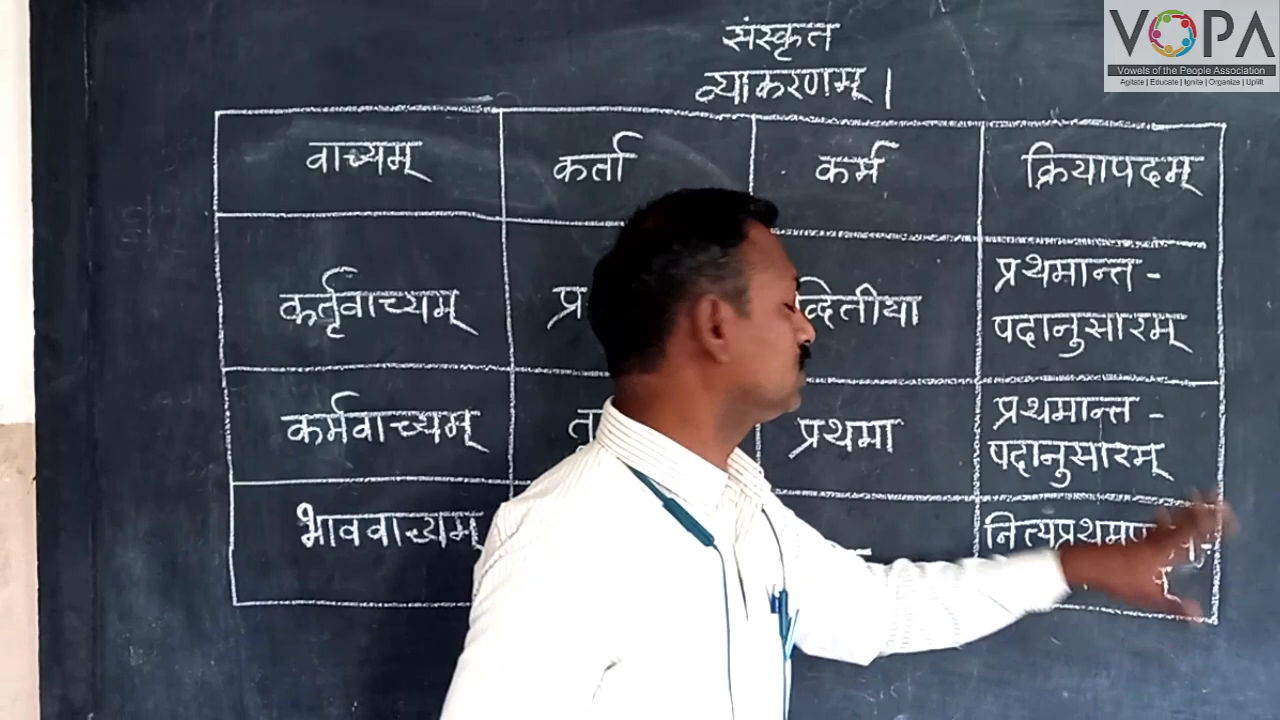 VOPA
Vowels of the People Association
Agitate | Educate | Ignite | Organize | Uplift
संस्कृत
व्याकरणम् ।
वाच्यम् कर्ता कर्म क्रियापदम्
कर्तृवाच्यम् द्वितीया प्रथमान्त -
पदानुसारम्
कर्मवाच्यम् प्रथमा प्रथमान्त -
पदानुसारम्
भाववाच्यम् –